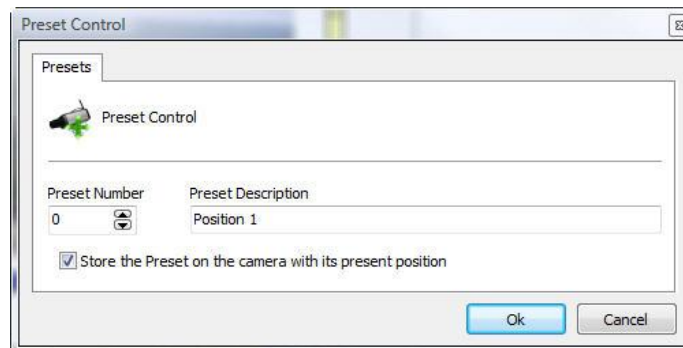 Preset Control
Presets
Preset Control
Preset Number Preset Description
0 Position 1
Store the Preset on the camera with its present position
Ok Cancel